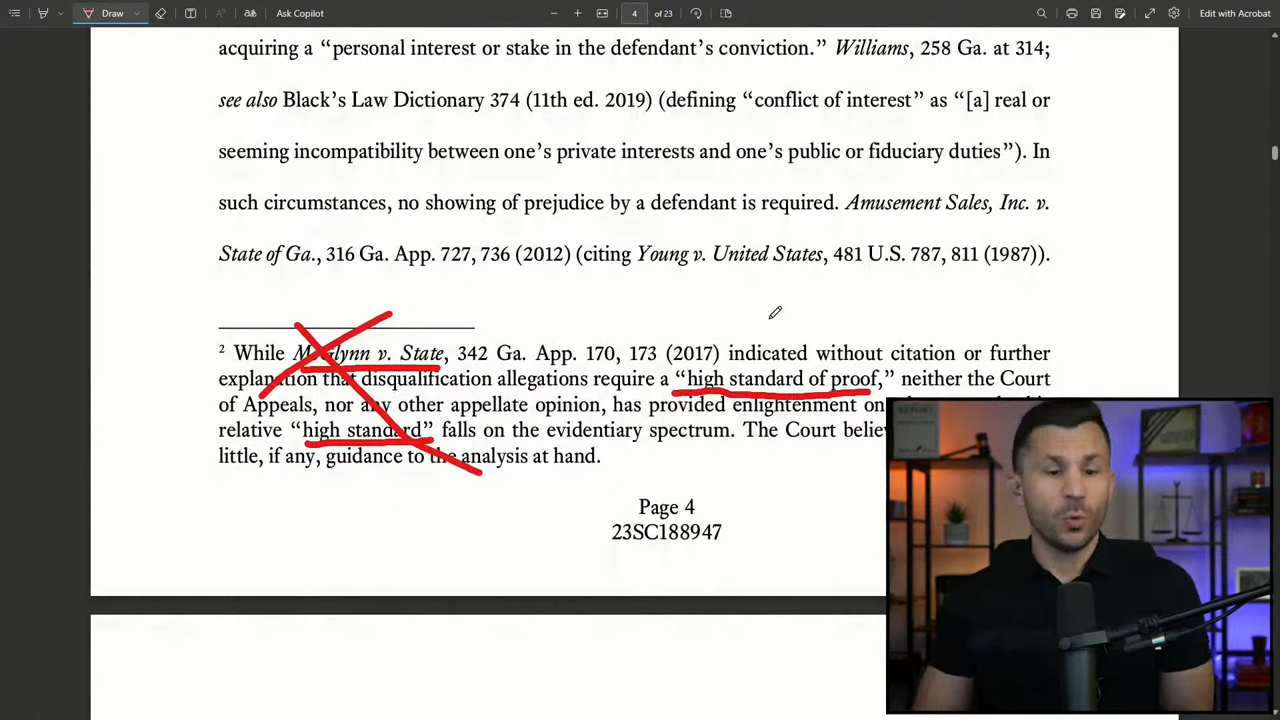 Draw
Ask Copilot
4 of 23
Edit with Acrobat
acquiring a “personal interest or stake in the defendant’s conviction.” Williams, 258 Ga. at 314;
see also Black’s Law Dictionary 374 (11th ed. 2019) (defining “conflict of interest” as “[a] real or
seeming incompatibility between one’s private interests and one’s public or fiduciary duties”). In
such circumstances, no showing of prejudice by a defendant is required. Amusement Sales, Inc. v.
State of Ga., 316 Ga. App. 727, 736 (2012) (citing Young v. United States, 481 U.S. 787, 811 (1987)).
2 While McGlynn v. State, 342 Ga. App. 170, 173 (2017) indicated without citation or further
explanation that disqualification allegations require a “high standard of proof,” neither the Court
of Appeals, nor any other appellate opinion, has provided enlightenment on
relative “high standard” falls on the evidentiary spectrum. The Court
little, if any, guidance to the analysis at hand.
Page 4
23SC188947
REPORT